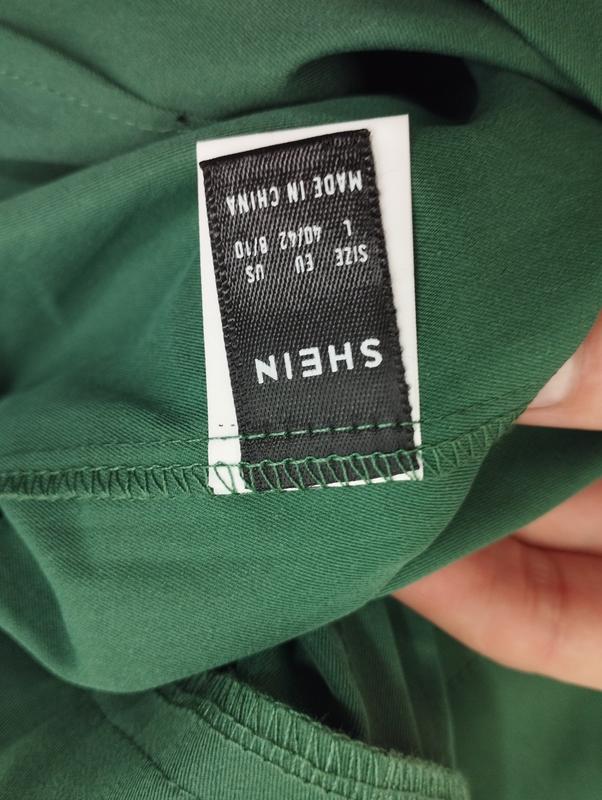 SHEIN
SIZE EU US
L 40/42 8/10
MADE IN CHINA